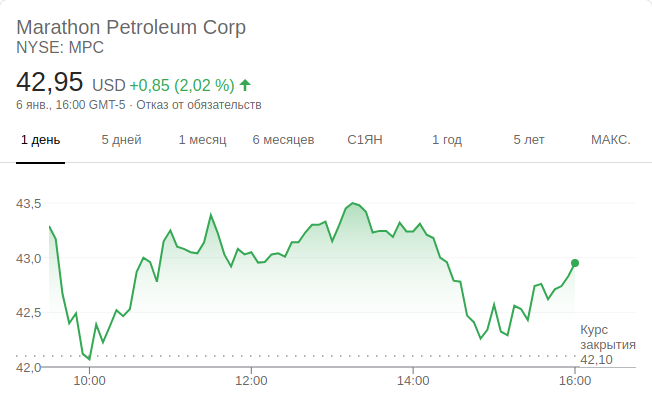 Marathon Petroleum Corp
NYSE: MPC
42,95 USD +0,85 (2,02 %) ↑
6 янв., 16:00 GMT-5 · Отказ от обязательств
1 день 5 дней 1 месяц 6 месяцев С1ЯН 1 год 5 лет МАКС.
43,5
43,0
42,5
Курс
закрытия
42,10
42,0
10:00 12:00 14:00 16:00